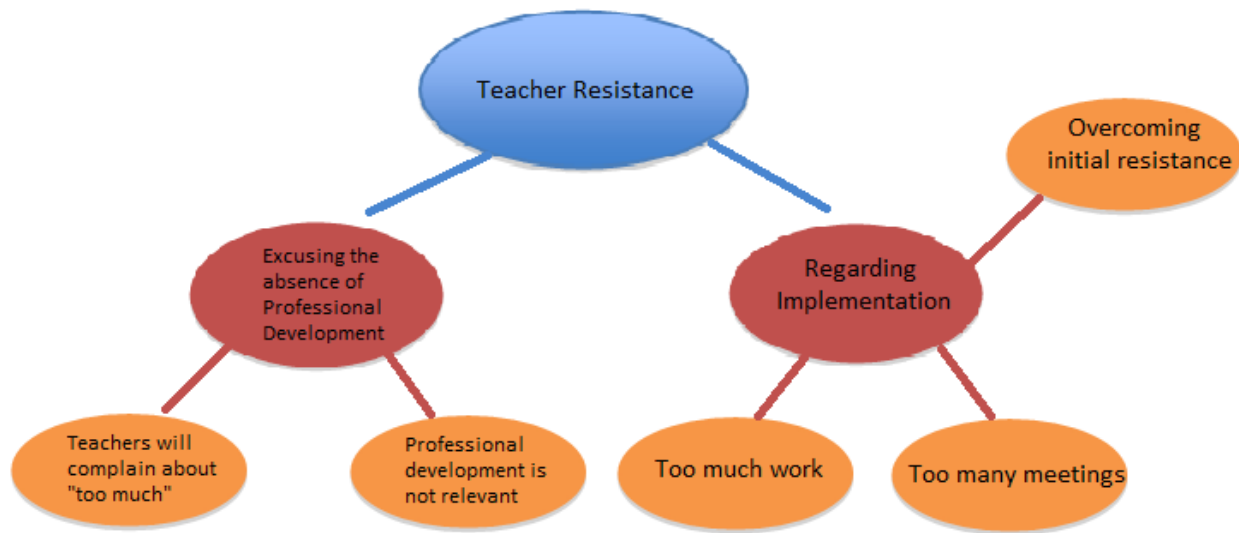 Teacher Resistance
Overcoming
initial resistance
Excusing the
absence of
Professional
Development
Regarding
Implementation
Teachers will
complain about
"too much"
Professional
development is
not relevant
Too much work
Too many meetings